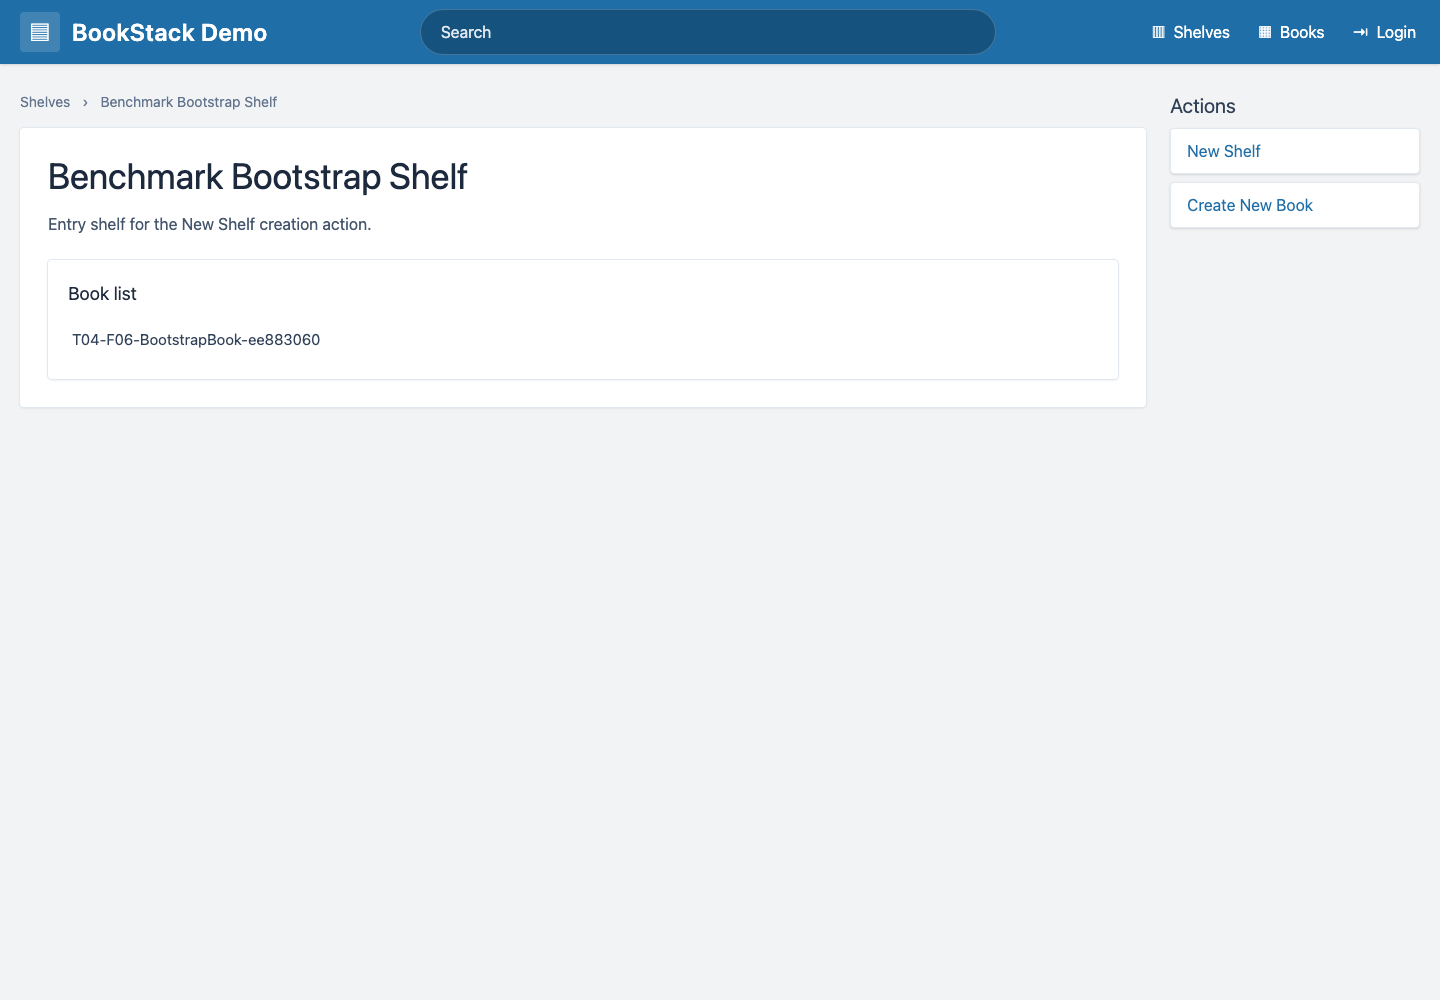 BookStack Demo
Search
Shelves
Books
Login
Shelves › Benchmark Bootstrap Shelf
Benchmark Bootstrap Shelf
Entry shelf for the New Shelf creation action.
Book list
T04-F06-BootstrapBook-ee883060
Actions
New Shelf
Create New Book